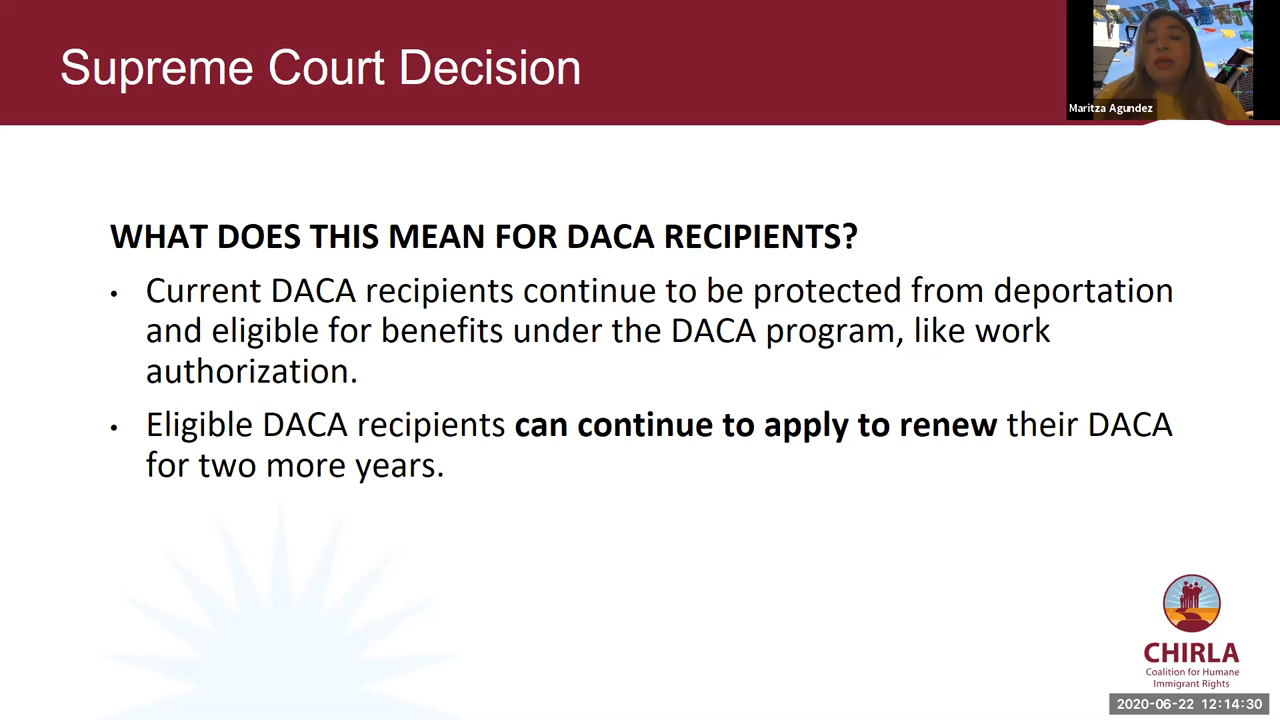 Supreme Court Decision
Maritza Agundez
WHAT DOES THIS MEAN FOR DACA RECIPIENTS?
• Current DACA recipients continue to be protected from deportation
and eligible for benefits under the DACA program, like work
authorization.
• Eligible DACA recipients can continue to apply to renew their DACA
for two more years.
CHIRLA
Coalition for Humane
Immigrant Rights
2020-06-22 12:14:30